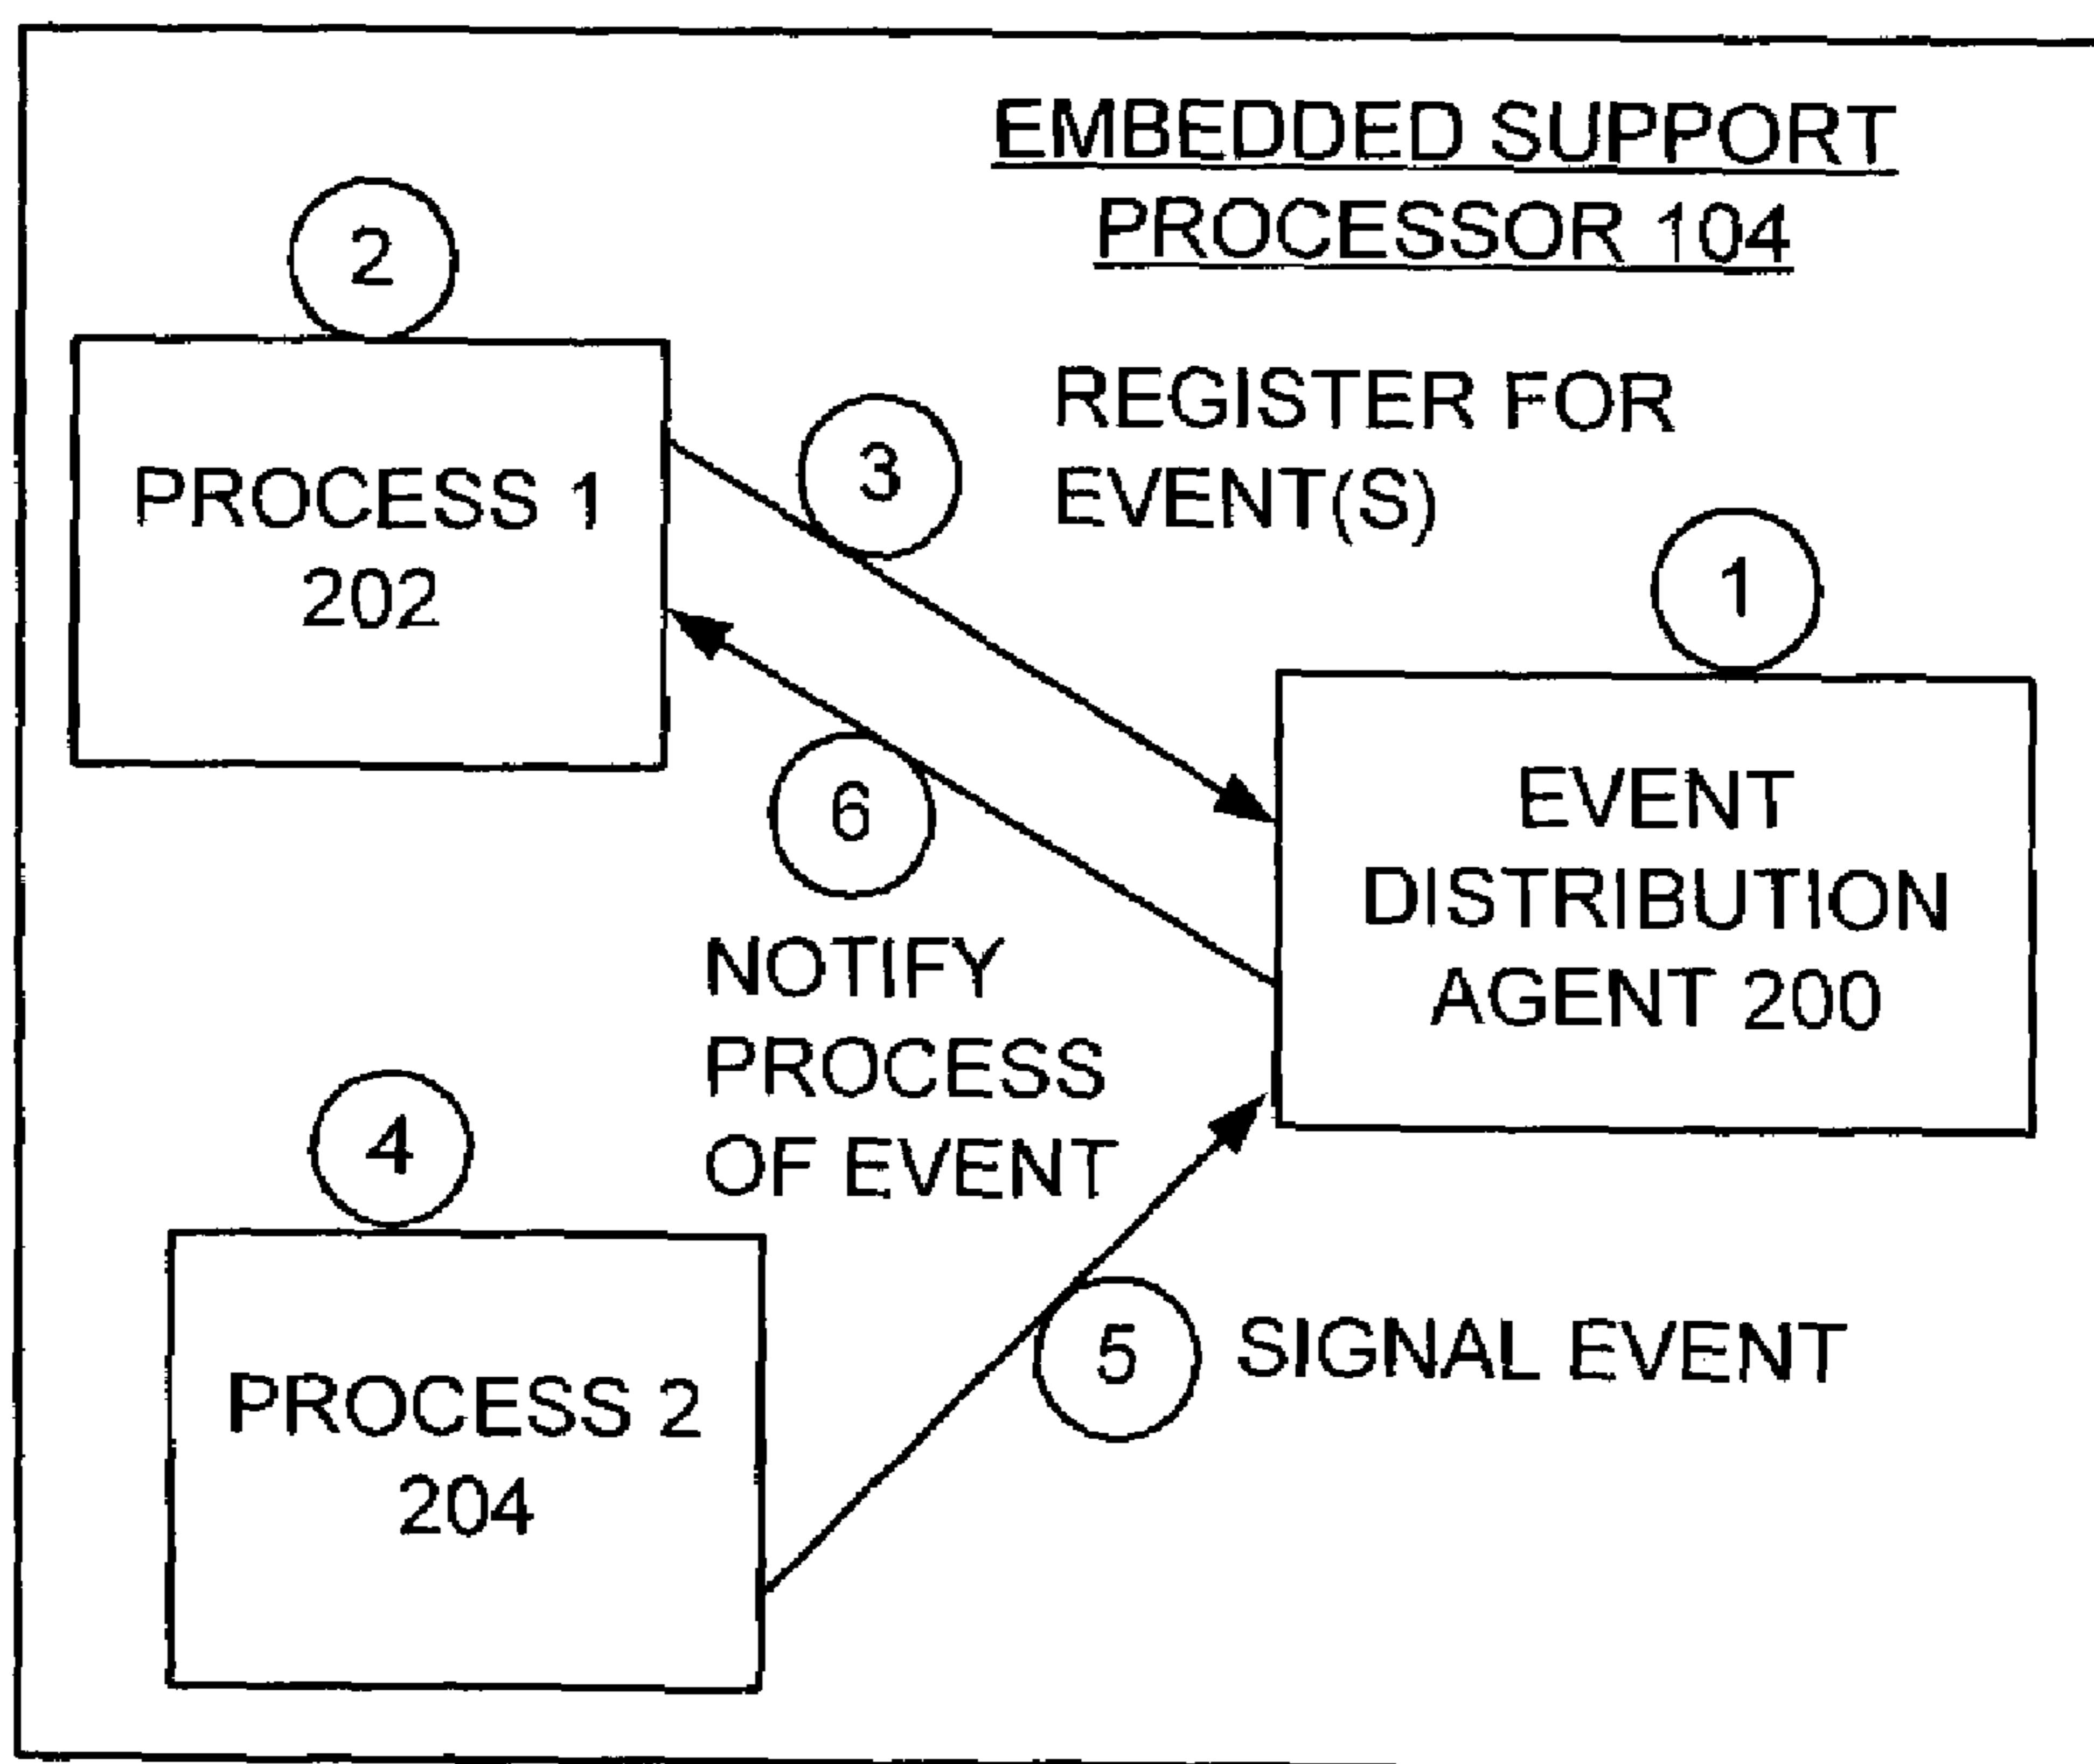 EMBEDDED SUPPORT
PROCESSOR 104
2
PROCESS 1
202
3
REGISTER FOR
EVENT(S)
1
EVENT
DISTRIBUTION
AGENT 200
6
NOTIFY
PROCESS
OF EVENT
4
PROCESS 2
204
5
SIGNAL EVENT